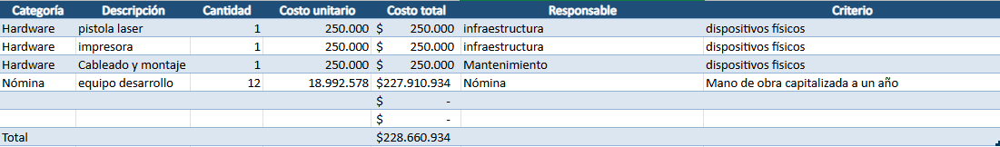 Categoría Descripción Cantidad Costo unitario Costo total Responsable Criterio
Hardware pistola laser 1 250.000 $ 250.000 infraestructura dispositivos físicos
Hardware impresora 1 250.000 $ 250.000 infraestructura dispositivos físicos
Hardware Cableado y montaje 1 250.000 $ 250.000 Mantenimiento dispositivos fisicos
Nómina equipo desarrollo 12 18.992.578 $227.910.934 Nómina Mano de obra capitalizada a un año
$ -
$ -
Total $228.660.934